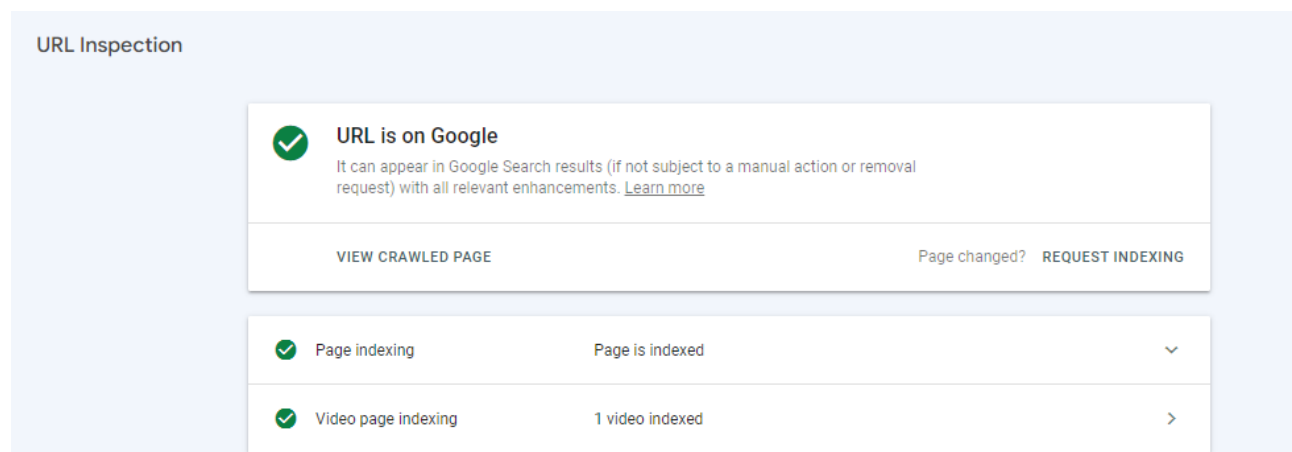 URL Inspection
URL is on Google
It can appear in Google Search results (if not subject to a manual action or removal
request) with all relevant enhancements. Learn more
VIEW CRAWLED PAGE
Page changed? REQUEST INDEXING
Page indexing
Page is indexed
Video page indexing
1 video indexed